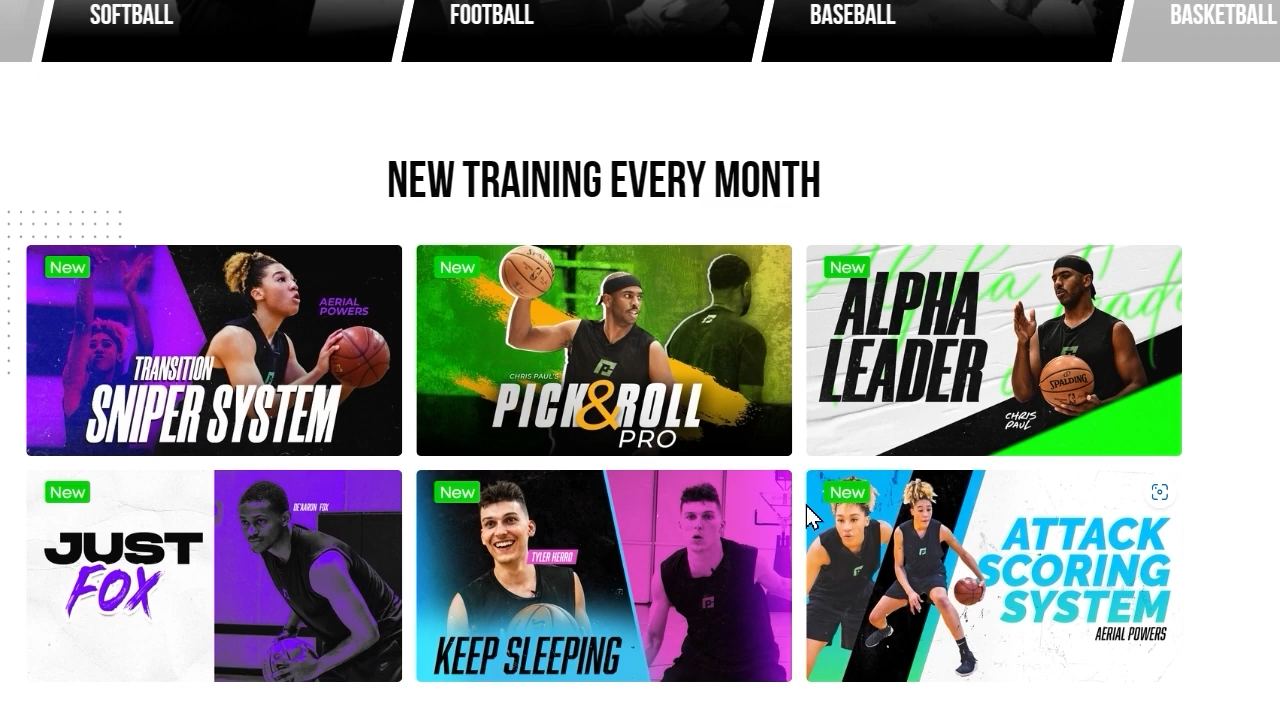 SOFTBALL
FOOTBALL
BASEBALL
BASKETBALL
NEW TRAINING EVERY MONTH
New
AERIAL
POWERS
TRANSITION
SNIPER SYSTEM
New
CHRIS PAUL'S
PICK&ROLL
PRO
New
ALPHA
LEADER
SPALDING
CHRIS
PAUL
New
DE'AARON FOX
JUST
FOX
New
TYLER HERRO
KEEP SLEEPING
New
ATTACK
SCORING
SYSTEM
AERIAL POWERS